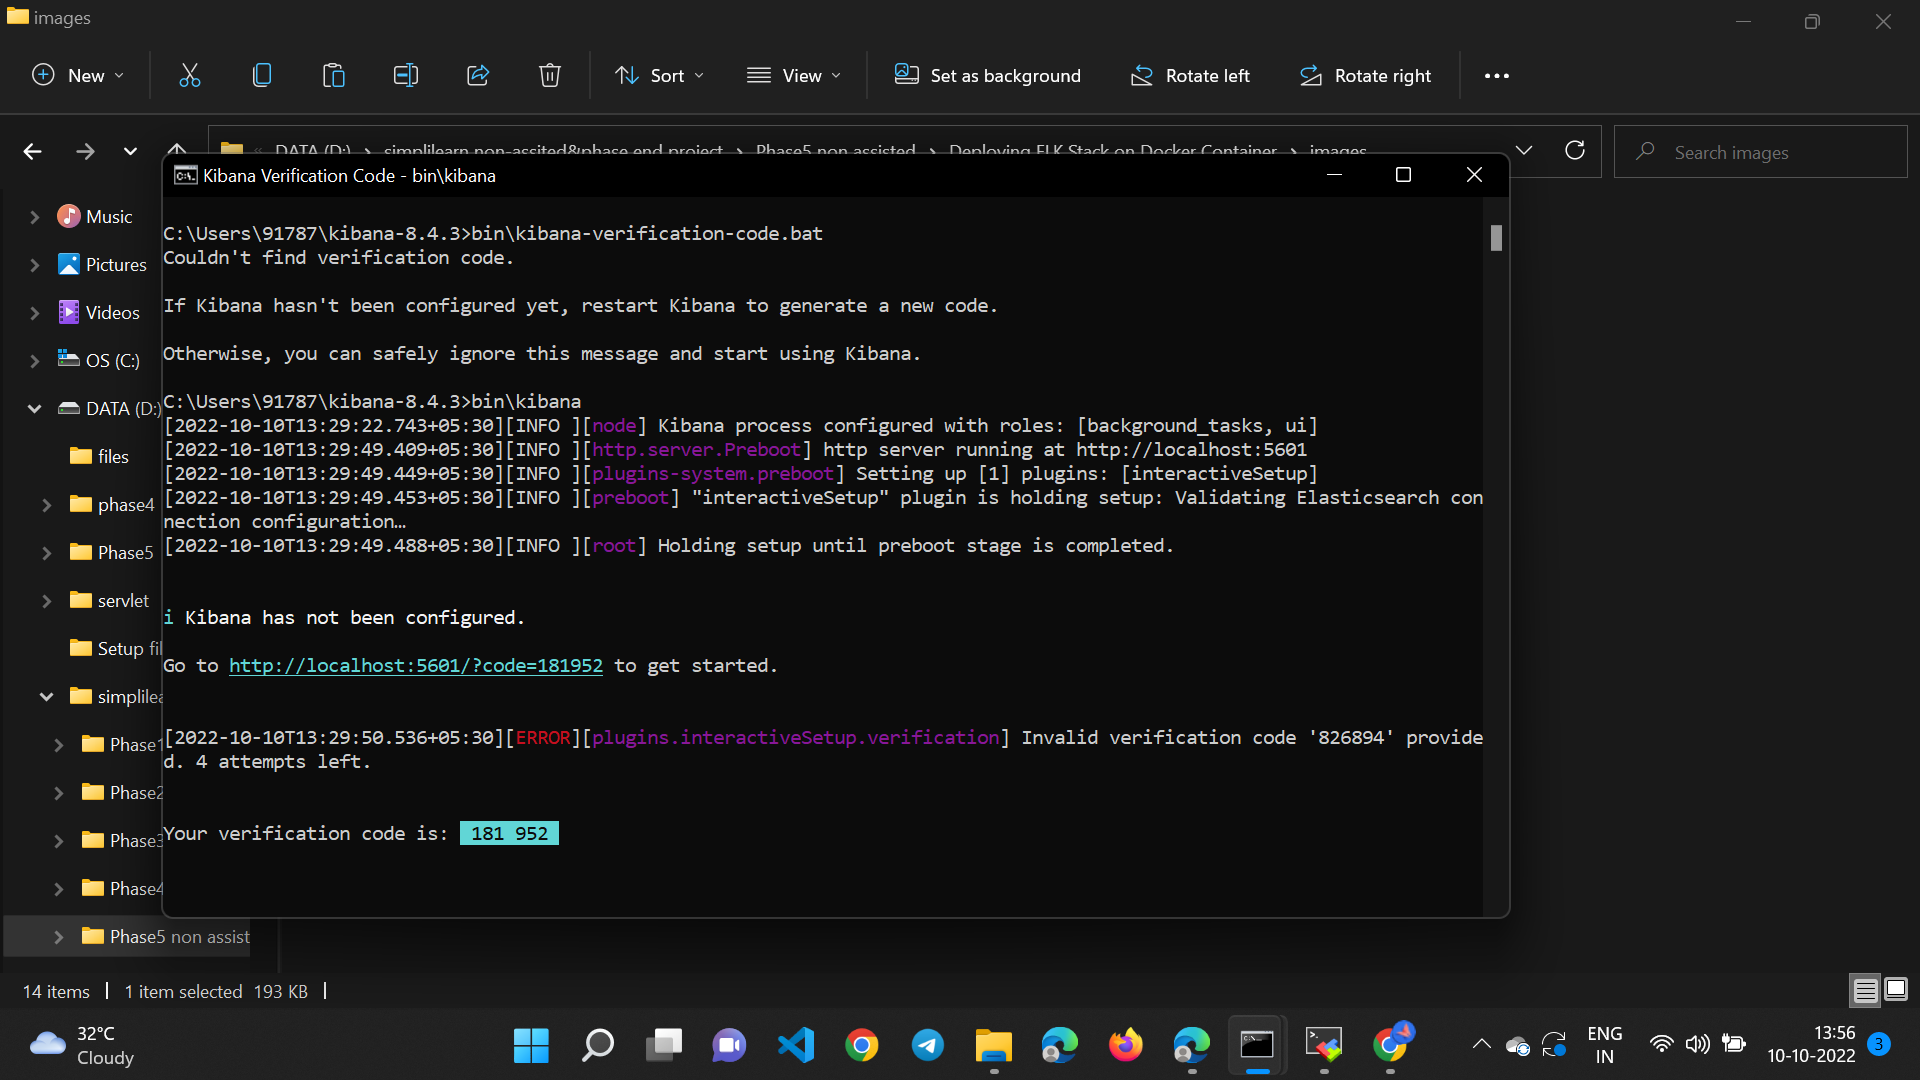 images
New
Sort
View
Set as background
Rotate left
Rotate right
« DATA (D:) > simplilearn non-assited&phase end project > Phase5 non assisted > Deploying ELK Stack on Docker Container > images
Search images
Kibana Verification Code - bin\kibana
Music
Pictures
Videos
OS (C:)
DATA (D:)
files
phase4
Phase5
servlet
Setup fil
simplilea
Phase1
Phase2
Phase3
Phase4
Phase5 non assist
C:\Users\91787\kibana-8.4.3>bin\kibana-verification-code.bat
Couldn't find verification code.
If Kibana hasn't been configured yet, restart Kibana to generate a new code.
Otherwise, you can safely ignore this message and start using Kibana.
C:\Users\91787\kibana-8.4.3>bin\kibana
[2022-10-10T13:29:22.743+05:30][INFO ][node] Kibana process configured with roles: [background_tasks, ui]
[2022-10-10T13:29:49.409+05:30][INFO ][http.server.Preboot] http server running at http://localhost:5601
[2022-10-10T13:29:49.449+05:30][INFO ][plugins-system.preboot] Setting up [1] plugins: [interactiveSetup]
[2022-10-10T13:29:49.453+05:30][INFO ][preboot] "interactiveSetup" plugin is holding setup: Validating Elasticsearch con
nection configuration…
[2022-10-10T13:29:49.488+05:30][INFO ][root] Holding setup until preboot stage is completed.
i Kibana has not been configured.
Go to http://localhost:5601/?code=181952 to get started.
[2022-10-10T13:29:50.536+05:30][ERROR][plugins.interactiveSetup.verification] Invalid verification code '826894' provide
d. 4 attempts left.
Your verification code is: 181 952
14 items | 1 item selected 193 KB |
32°C
Cloudy
ENG
IN
13:56
10-10-2022
3